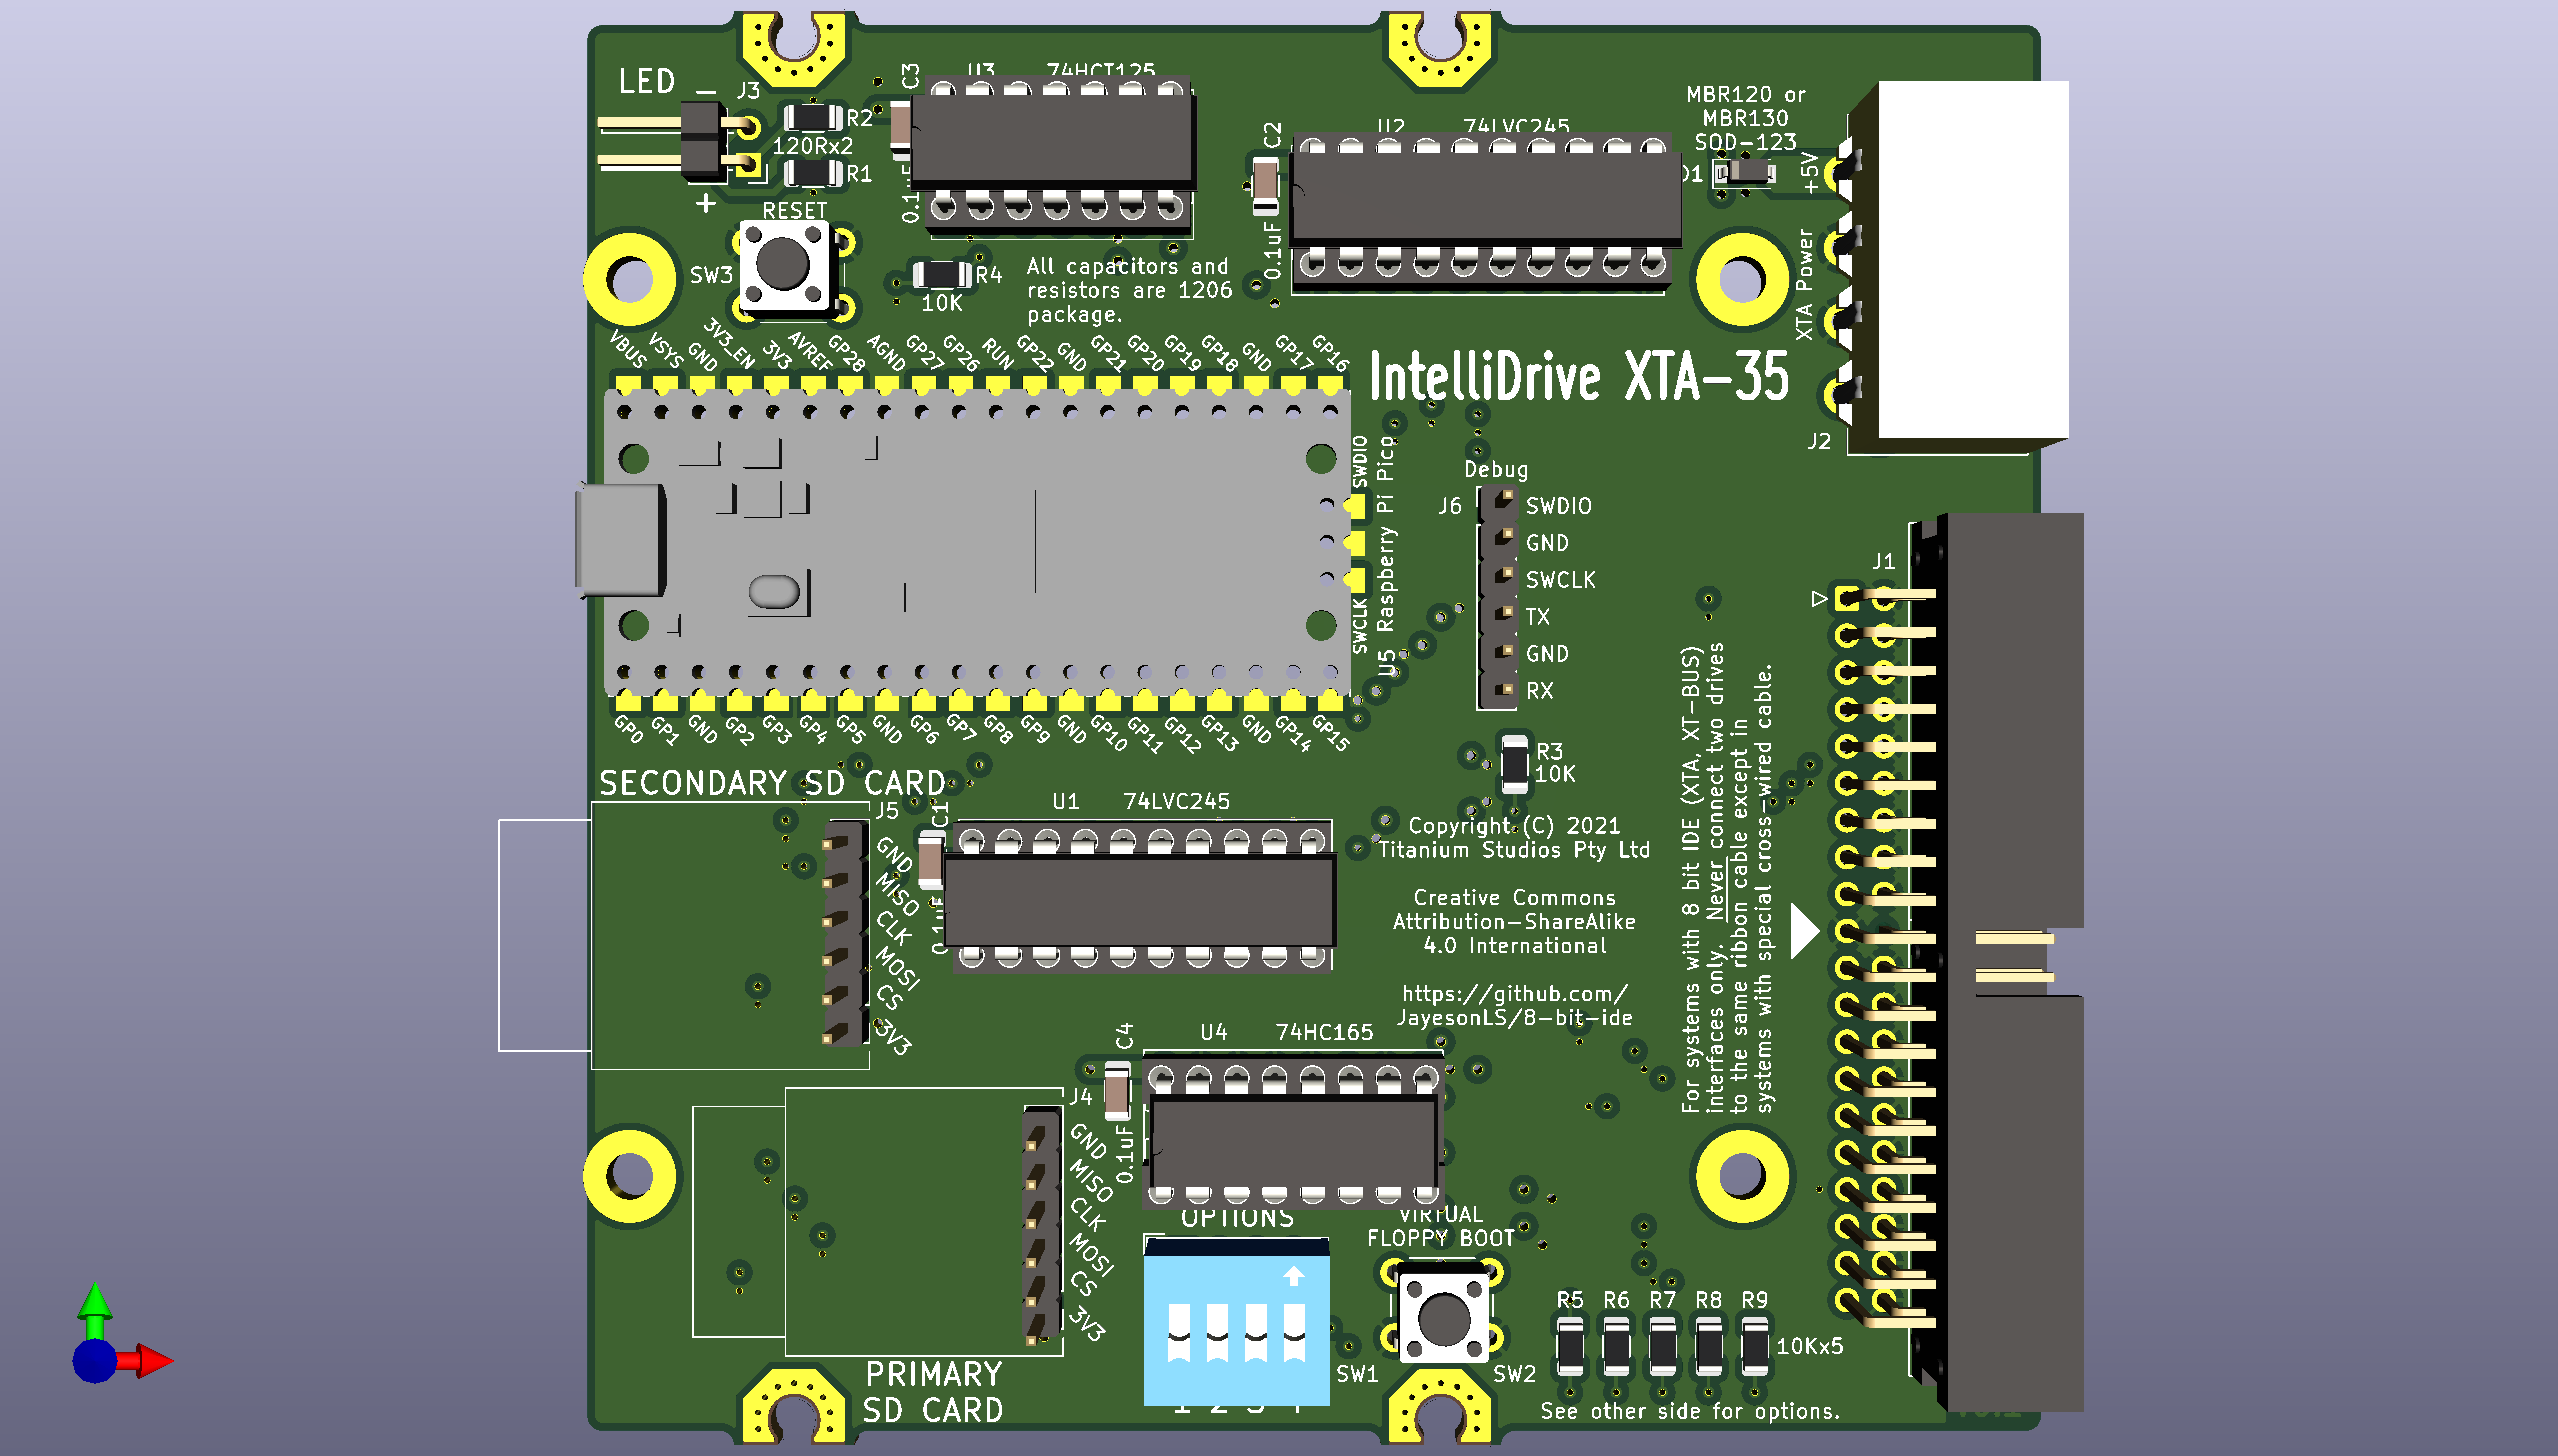 LED
−
J3
+
R2
120Rx2
R1
RESET
SW3
C3
0.1uF
U3 74HCT125
R4
10K
All capacitors and
resistors are 1206
package.
C2
0.1uF
U2 74LVC245
MBR120 or
MBR130
SOD-123
D1
+5V
XTA Power
J2
IntelliDrive XTA-35
VBUS
VSYS
GND
3V3_EN
3V3
AVREF
GP28
AGND
GP27
GP26
RUN
GP22
GND
GP21
GP20
GP19
GP18
GND
GP17
GP16
SWDIO
SWCLK
U5 Raspberry Pi Pico
GP0
GP1
GND
GP2
GP3
GP4
GP5
GND
GP6
GP7
GP8
GP9
GND
GP10
GP11
GP12
GP13
GND
GP14
GP15
Debug
J6
SWDIO
GND
SWCLK
TX
GND
RX
R3
10K
J1
For systems with 8 bit IDE (XTA, XT-BUS)
interfaces only. Never connect two drives
to the same ribbon cable except in
systems with special cross-wired cable.
SECONDARY SD CARD
J5
GND
MISO
CLK
MOSI
CS
3V3
C1
0.1uF
U1 74LVC245
Copyright (C) 2021
Titanium Studios Pty Ltd
Creative Commons
Attribution-ShareAlike
4.0 International
https://github.com/
JayesonLS/8-bit-ide
C4
0.1uF
U4 74HC165
J4
GND
MISO
CLK
MOSI
CS
3V3
PRIMARY
SD CARD
OPTIONS
SW1
VIRTUAL
FLOPPY BOOT
SW2
R5 R6 R7 R8 R9
10Kx5
See other side for options.